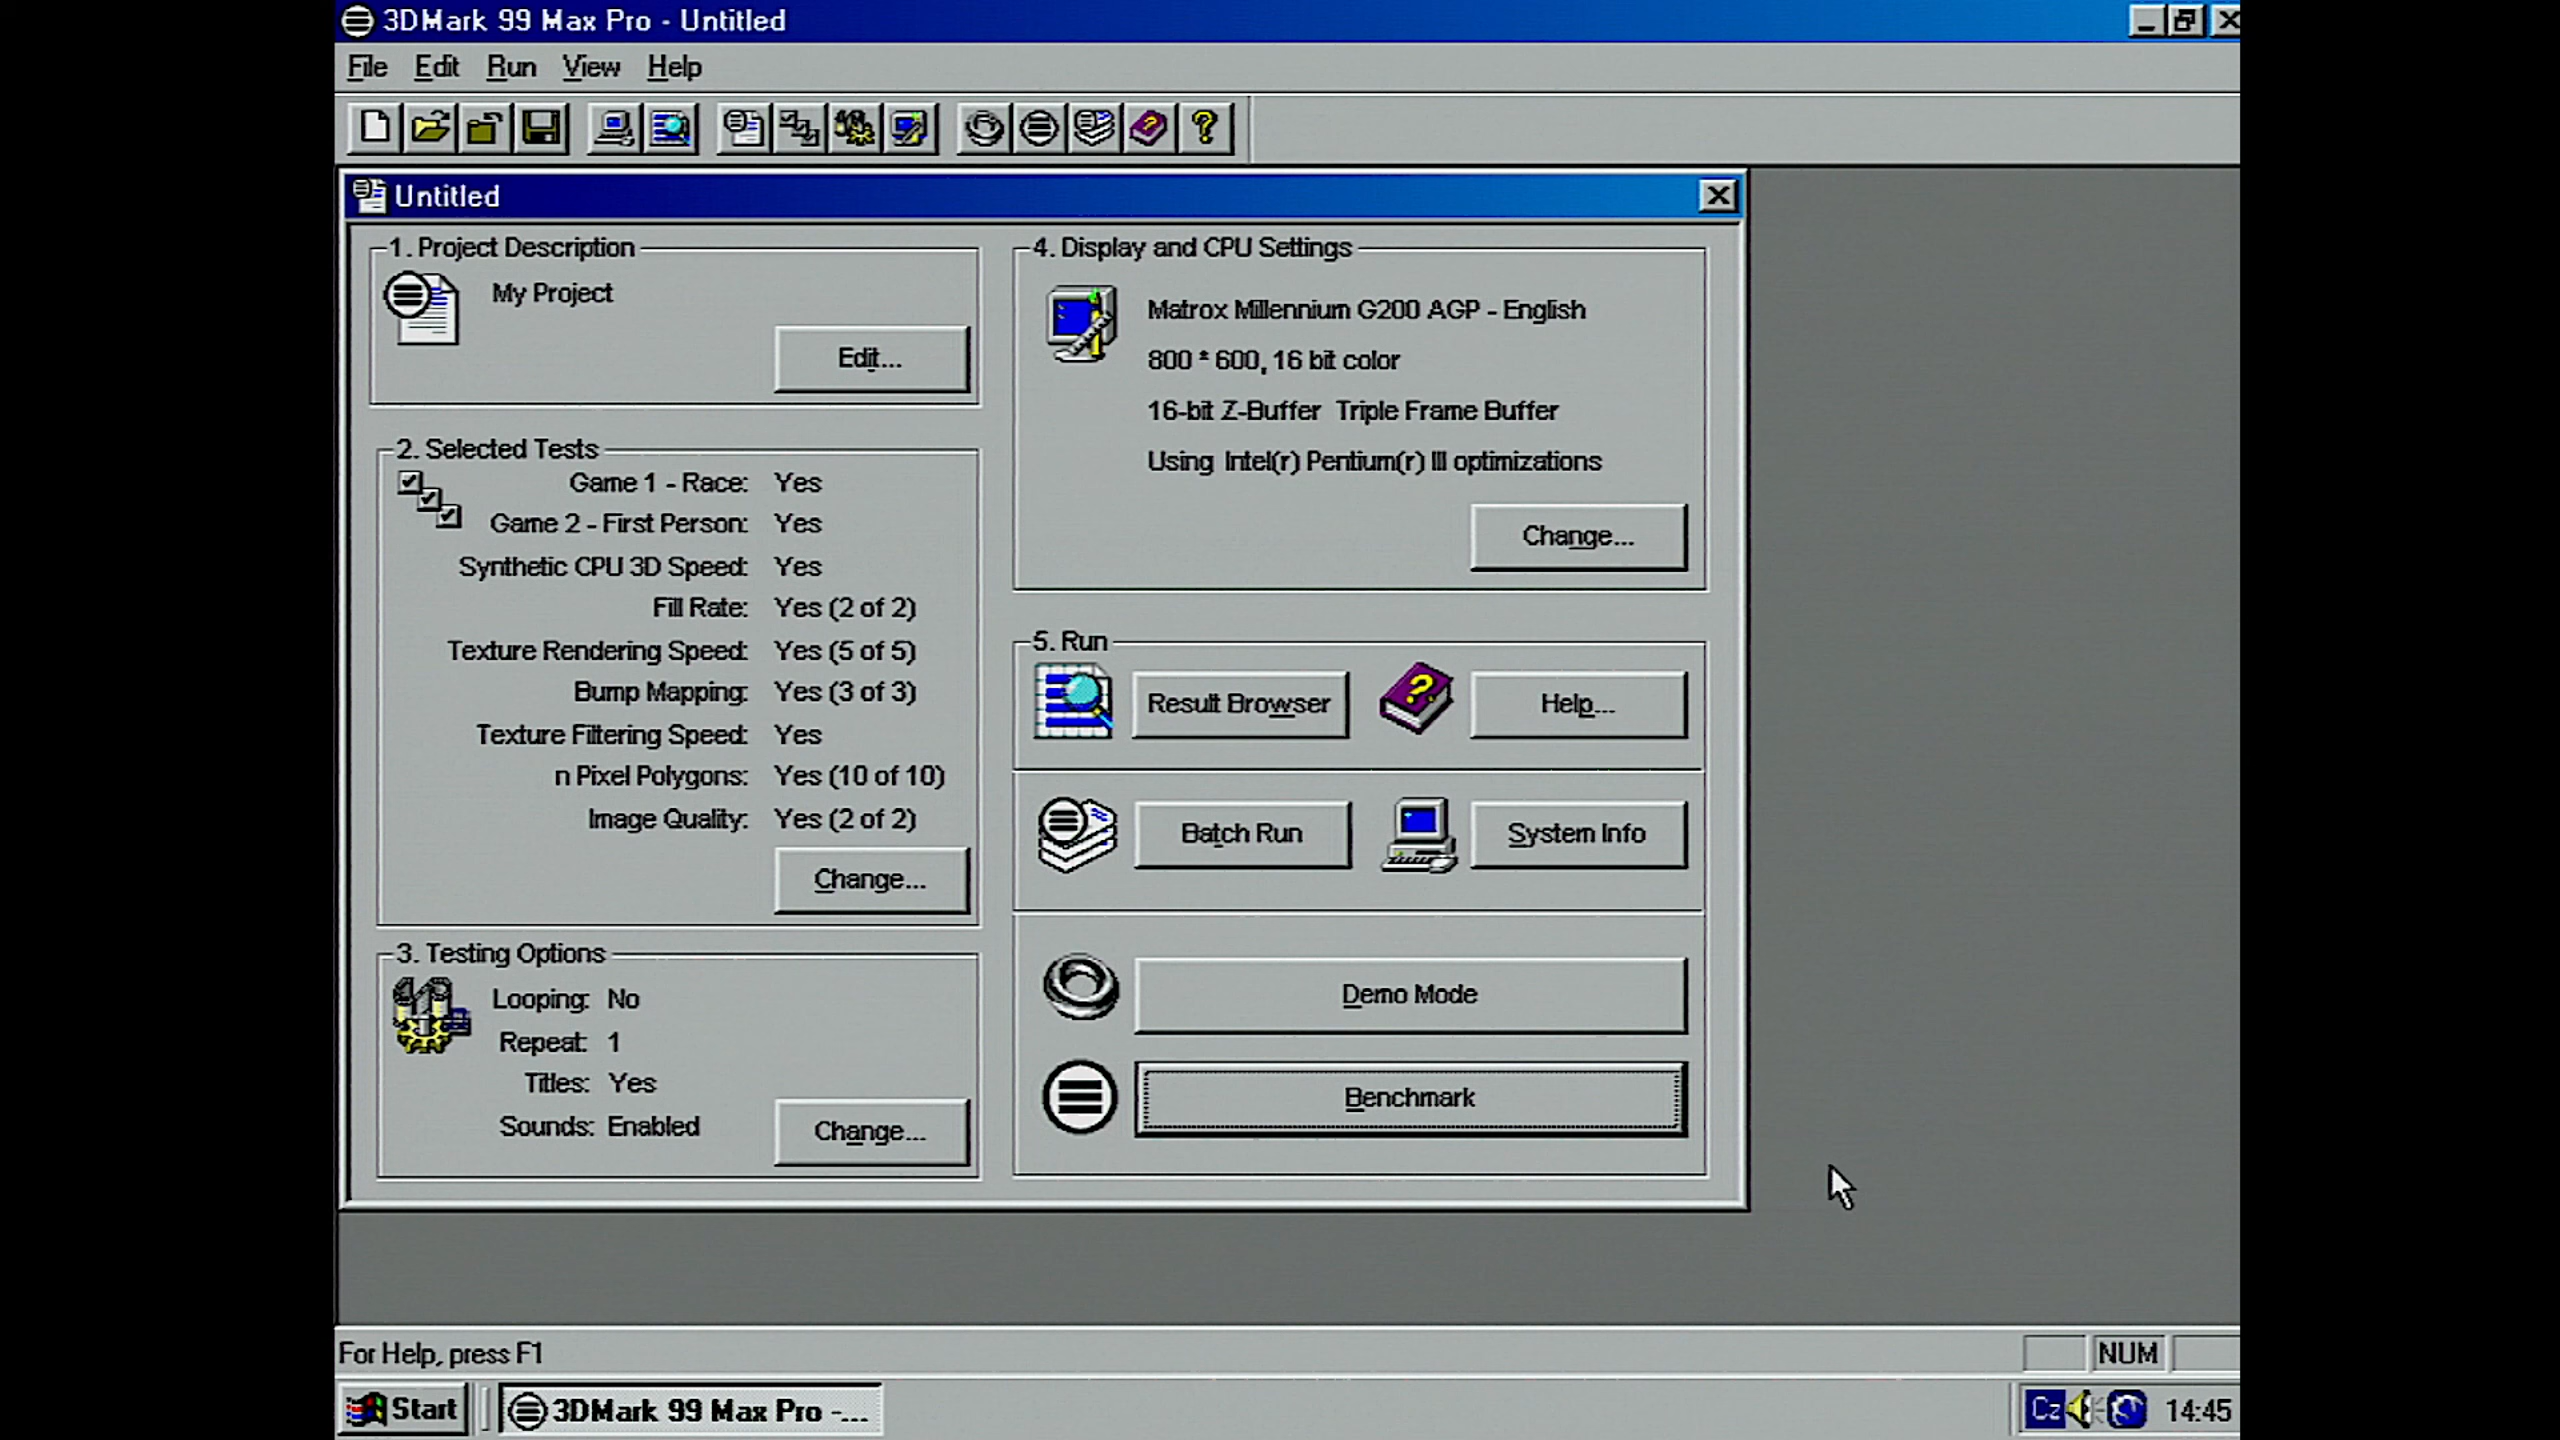 3DMark 99 Max Pro - Untitled
File Edit Run View Help
Untitled
1. Project Description
My Project
Edit...
2. Selected Tests
Game 1 - Race: Yes
Game 2 - First Person: Yes
Synthetic CPU 3D Speed: Yes
Fill Rate: Yes (2 of 2)
Texture Rendering Speed: Yes (5 of 5)
Bump Mapping: Yes (3 of 3)
Texture Filtering Speed: Yes
n Pixel Polygons: Yes (10 of 10)
Image Quality: Yes (2 of 2)
Change...
3. Testing Options
Looping: No
Repeat: 1
Titles: Yes
Sounds: Enabled
Change...
4. Display and CPU Settings
Matrox Millennium G200 AGP - English
800 * 600, 16 bit color
16-bit Z-Buffer Triple Frame Buffer
Using Intel(r) Pentium(r) III optimizations
Change...
5. Run
Result Browser Help...
Batch Run System Info
Demo Mode
Benchmark
For Help, press F1 NUM
Start 3DMark 99 Max Pro -... Cz 14:45